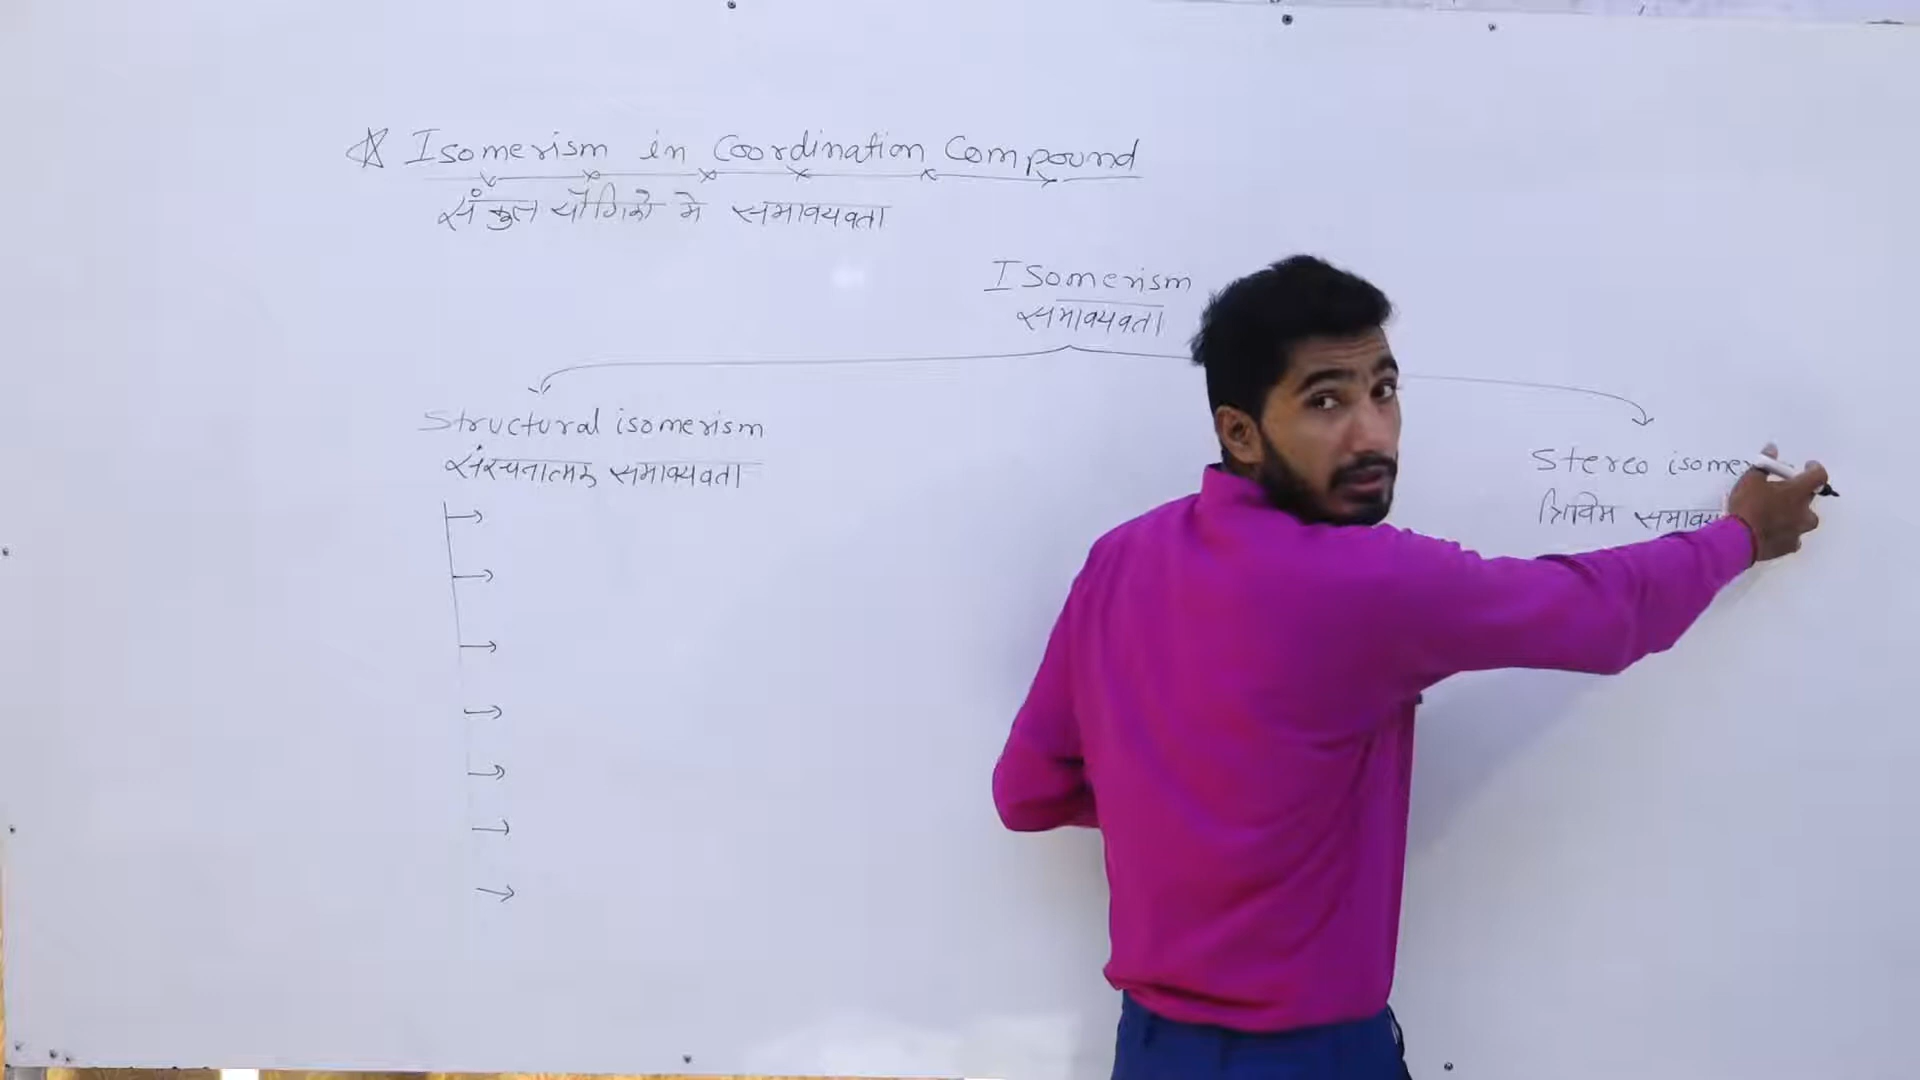 ☆ Isomerism in Coordination Compound
संकुल यौगिको मे समावयवता
Isomerism
समावयवता
Structural isomerism
संरचनात्मक समावयवता
Stereo
त्रिविम